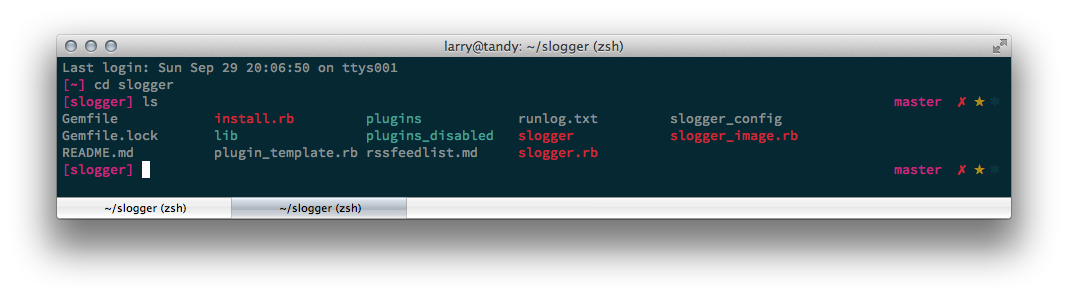 larry@tandy: ~/slogger (zsh)
Last login: Sun Sep 29 20:06:50 on ttys001
[~] cd slogger
[slogger] ls master ✗ ★ ✱
Gemfile install.rb plugins runlog.txt slogger_config
Gemfile.lock lib plugins_disabled slogger slogger_image.rb
README.md plugin_template.rb rssfeedlist.md slogger.rb
[slogger] master ✗ ★ ✱
~/slogger (zsh) ~/slogger (zsh)